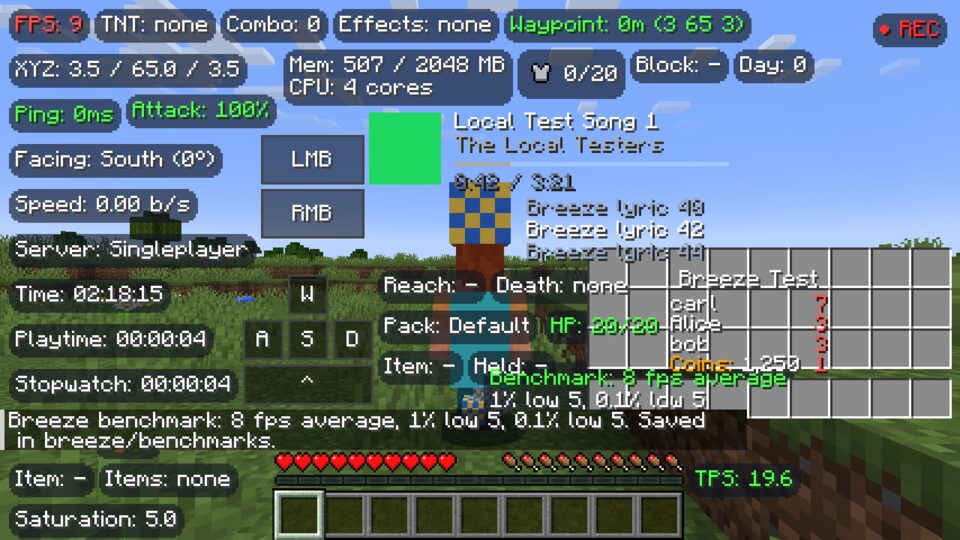 FPS: 9 TNT: none Combo: 0 Effects: none Waypoint: 0m (3 65 3) REC
XYZ: 3.5 / 65.0 / 3.5
Mem: 507 / 2048 MB
CPU: 4 cores
0/20 Block: - Day: 0
Ping: 0ms Attack: 100%
Local Test Song 1
The Local Testers
Facing: South (0°)
LMB
0:42 / 3:21
Speed: 0.00 b/s
RMB
Breeze lyric 40
Breeze lyric 42
Breeze lyric 44
Server: Singleplayer
Reach: - Death: none
Breeze Test
Time: 02:18:15
W
carl 7
Alice 3
bob 3
Coins: 1,250 1
Pack: Default HP: 20/20
Playtime: 00:00:04
A S D
Item: - Held: -
Stopwatch: 00:00:04
^
Benchmark: 8 fps average
1% low 5, 0.1% low 5
Breeze benchmark: 8 fps average, 1% low 5, 0.1% low 5. Saved
in breeze/benchmarks.
Item: - Items: none
TPS: 19.6
Saturation: 5.0